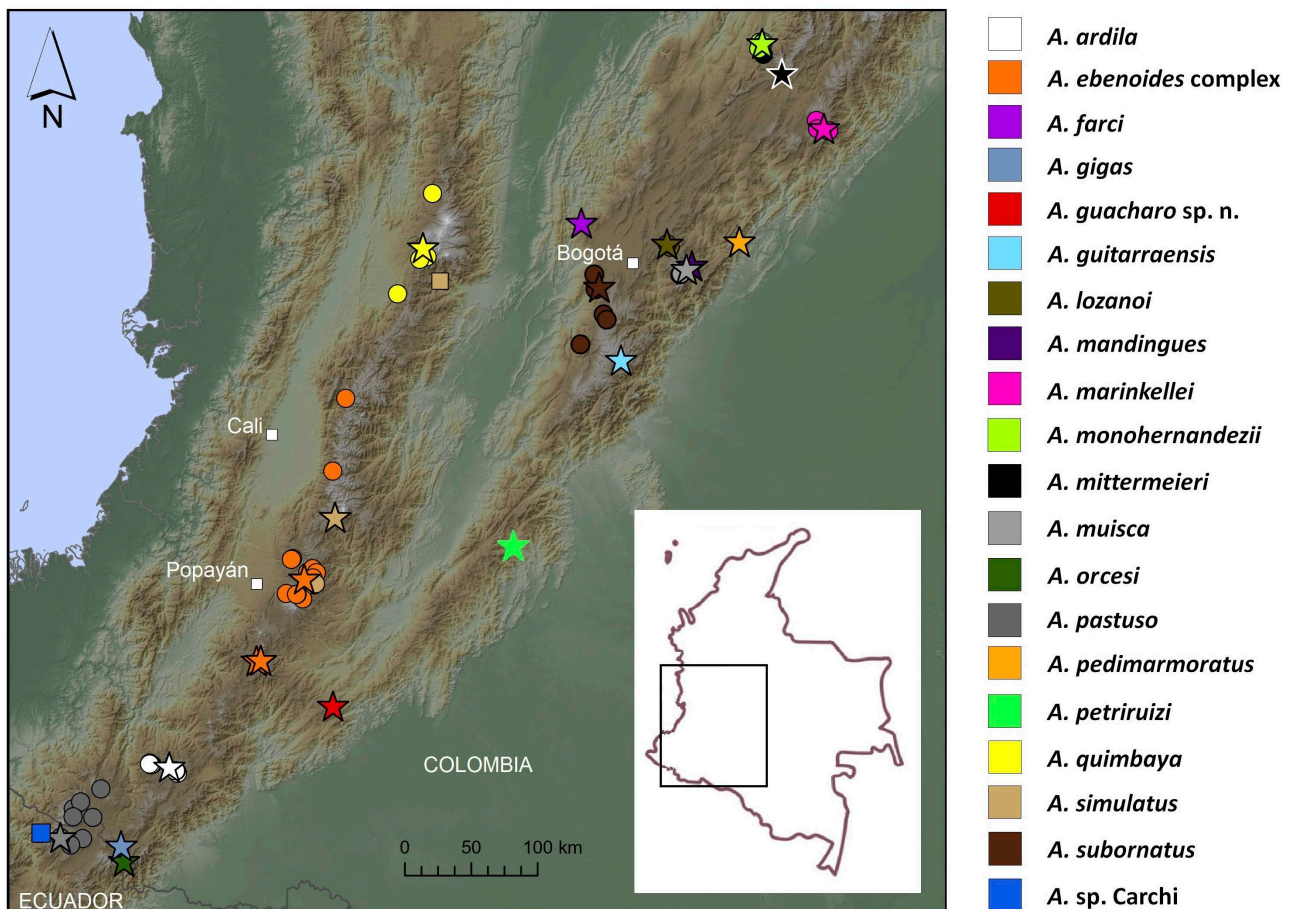 N
Bogotá
Cali
Popayán
COLOMBIA
0 50 100 km
ECUADOR
A. ardila
A. ebenoides complex
A. farci
A. gigas
A. guacharo sp. n.
A. guitarraensis
A. lozanoi
A. mandingues
A. marinkellei
A. monohernandezii
A. mittermeieri
A. muisca
A. orcesi
A. pastuso
A. pedimarmoratus
A. petriruizi
A. quimbaya
A. simulatus
A. subornatus
A. sp. Carchi